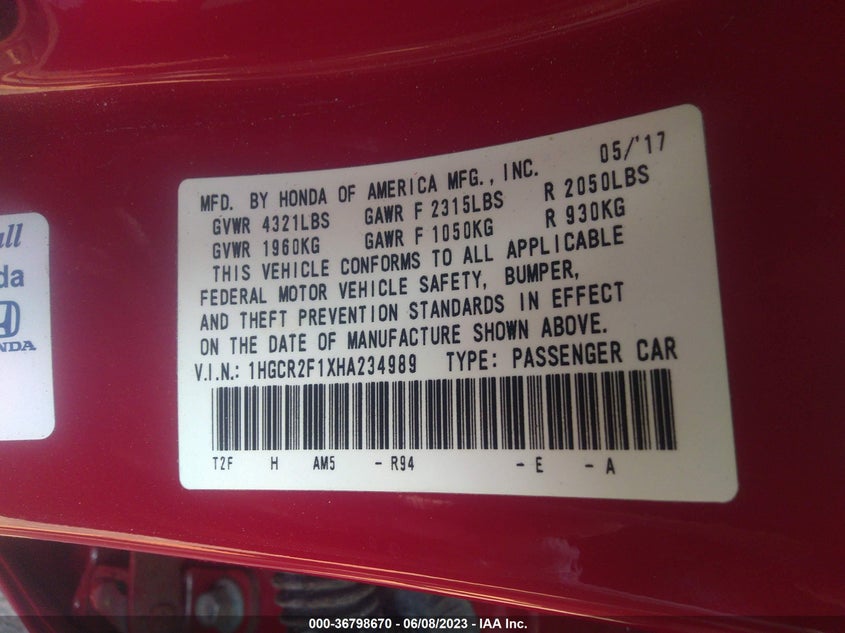 05/'17
MFD. BY HONDA OF AMERICA MFG., INC.
GVWR 4321LBS GAWR F 2315LBS R 2050LBS
GVWR 1960KG GAWR F 1050KG R 930KG
THIS VEHICLE CONFORMS TO ALL APPLICABLE
FEDERAL MOTOR VEHICLE SAFETY, BUMPER,
AND THEFT PREVENTION STANDARDS IN EFFECT
ON THE DATE OF MANUFACTURE SHOWN ABOVE.
V.I.N.: 1HGCR2F1XHA234989 TYPE: PASSENGER CAR
T2F H AM5 - R94 - E - A
000-36798670 - 06/08/2023 - IAA Inc.